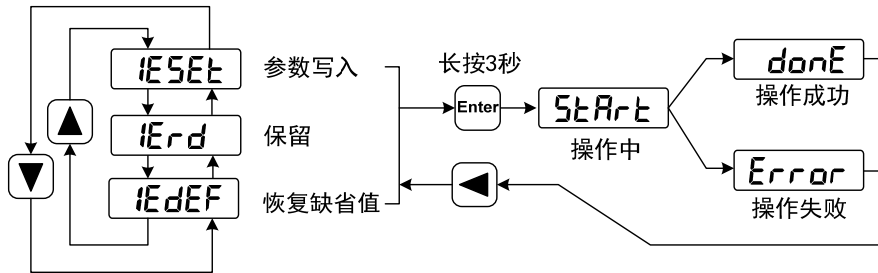 1ESEt
参数写入
1Erd
保留
1EdEF
恢复缺省值
长按3秒
Enter
StArt
操作中
donE
操作成功
Error
操作失败